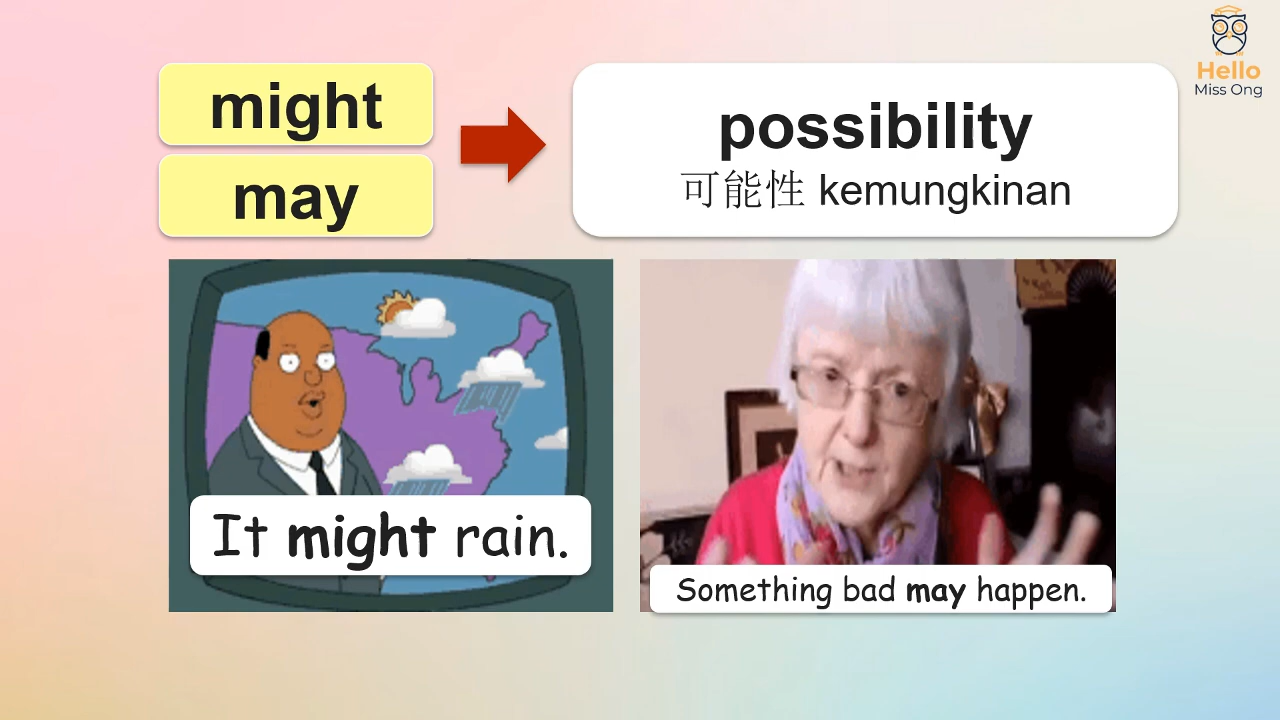 might
may
possibility
可能性 kemungkinan
Hello
Miss Ong
It might rain.
Something bad may happen.